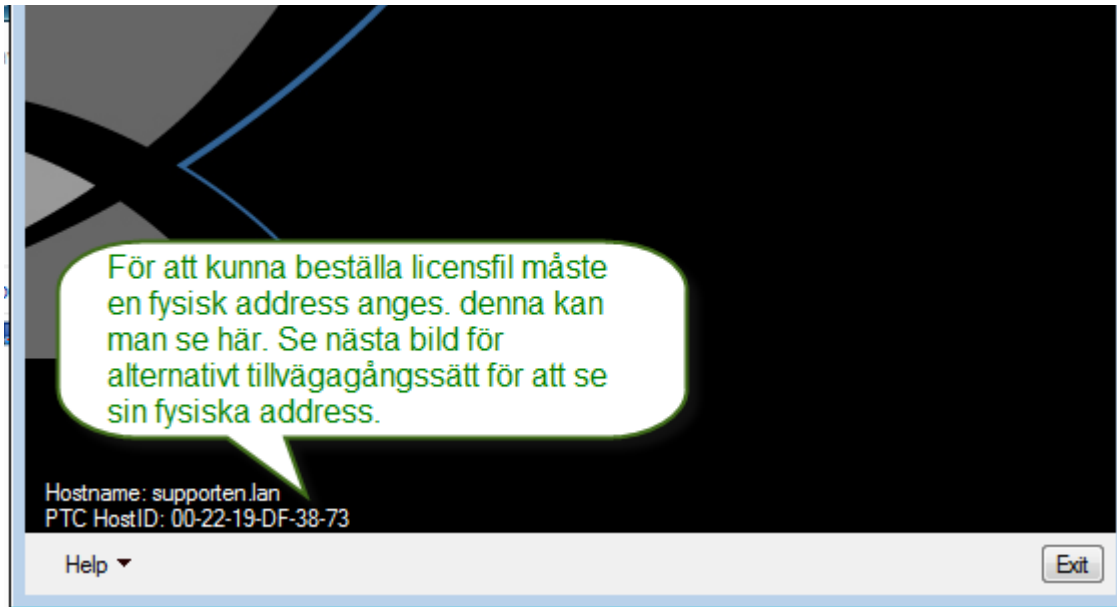 För att kunna beställa licensfil måste
en fysisk address anges. denna kan
man se här. Se nästa bild för
alternativt tillvägagångssätt för att se
sin fysiska address.
Hostname: supporten.lan
PTC HostID: 00-22-19-DF-38-73
Help
Exit